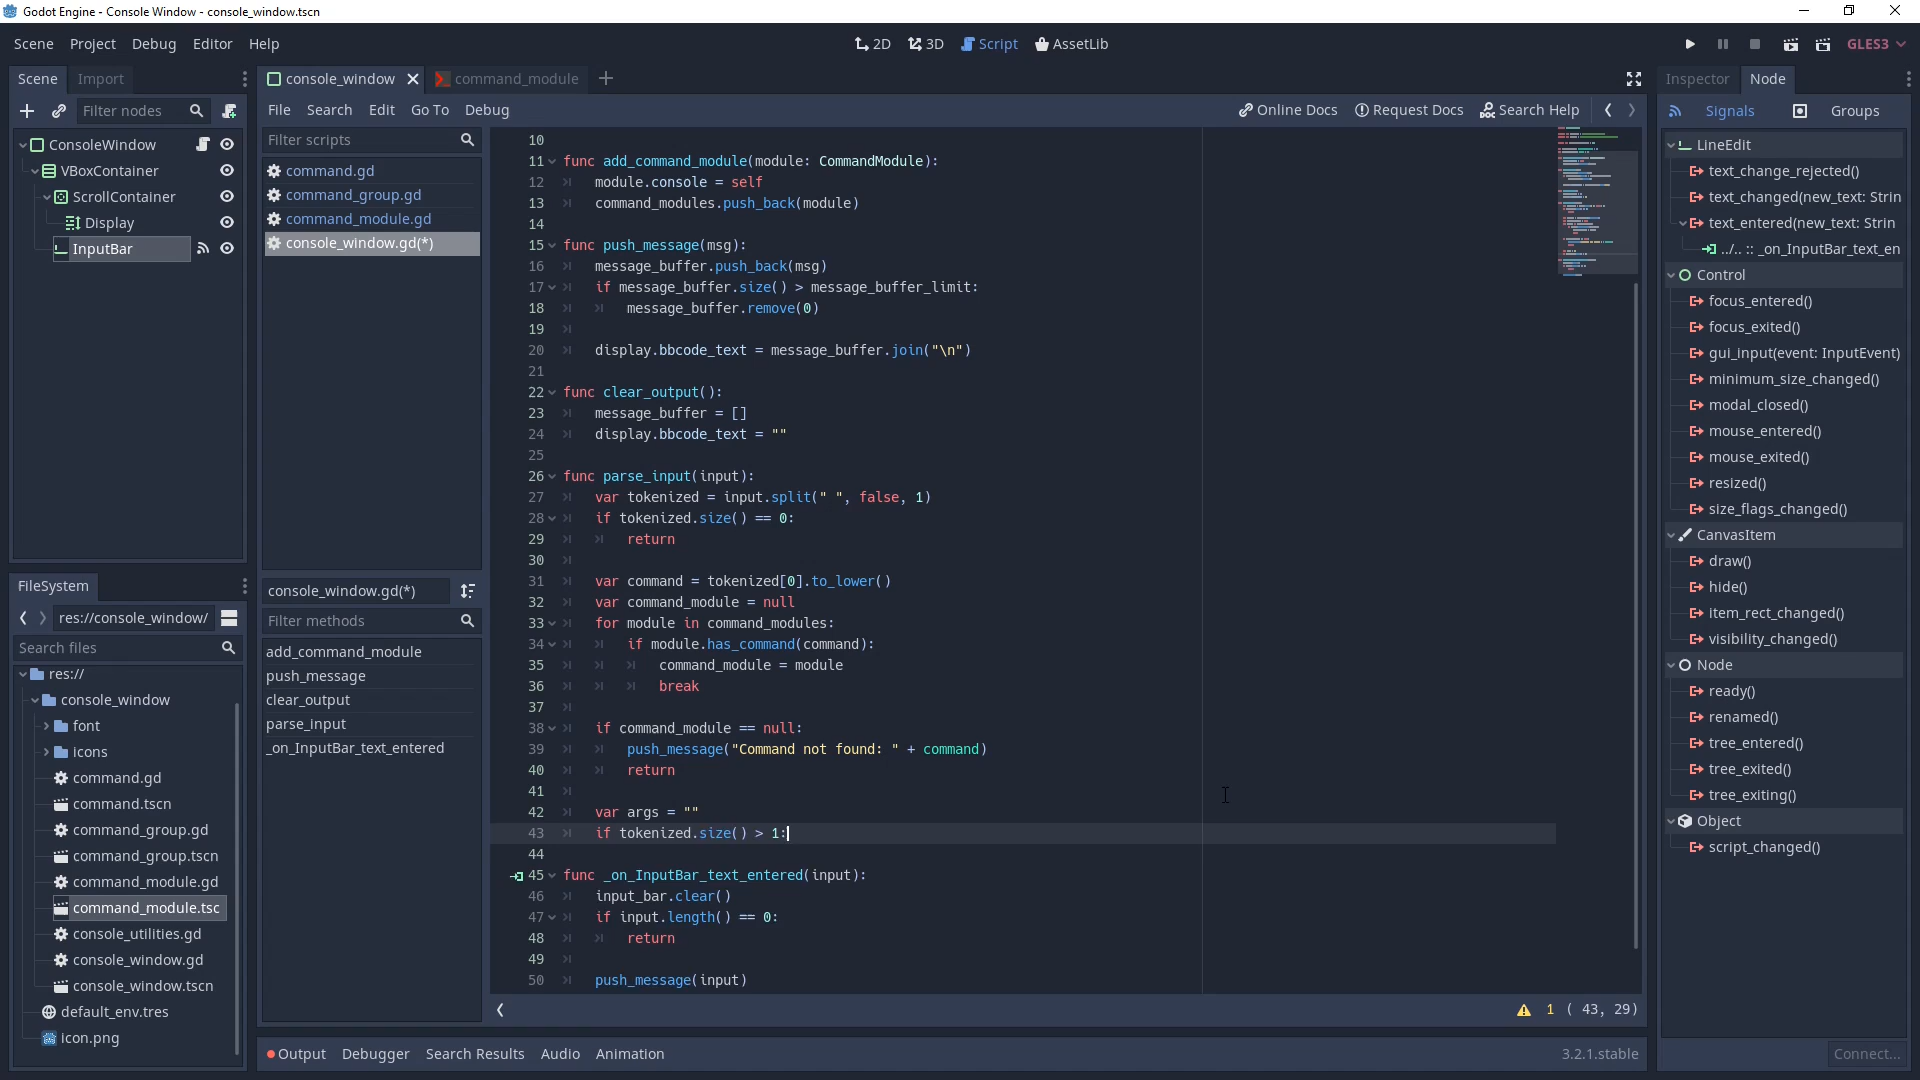 Godot Engine - Console Window - console_window.tscn
Scene Project Debug Editor Help
2D 3D Script AssetLib
GLES3
Scene Import
Filter nodes
ConsoleWindow
VBoxContainer
ScrollContainer
Display
InputBar
FileSystem
res://console_window/
Search files
res://
console_window
font
icons
command.gd
command.tscn
command_group.gd
command_group.tscn
command_module.gd
command_module.tsc
console_utilities.gd
console_window.gd
console_window.tscn
default_env.tres
icon.png
console_window command_module
File Search Edit Go To Debug
Online Docs Request Docs Search Help
Filter scripts
command.gd
command_group.gd
command_module.gd
console_window.gd(*)
console_window.gd(*)
Filter methods
add_command_module
push_message
clear_output
parse_input
_on_InputBar_text_entered
10
11 func add_command_module(module: CommandModule):
12 module.console = self
13 command_modules.push_back(module)
14
15 func push_message(msg):
16 message_buffer.push_back(msg)
17 if message_buffer.size() > message_buffer_limit:
18 message_buffer.remove(0)
19
20 display.bbcode_text = message_buffer.join("\n")
21
22 func clear_output():
23 message_buffer = []
24 display.bbcode_text = ""
25
26 func parse_input(input):
27 var tokenized = input.split(" ", false, 1)
28 if tokenized.size() == 0:
29 return
30
31 var command = tokenized[0].to_lower()
32 var command_module = null
33 for module in command_modules:
34 if module.has_command(command):
35 command_module = module
36 break
37
38 if command_module == null:
39 push_message("Command not found: " + command)
40 return
41
42 var args = ""
43 if tokenized.size() > 1:
44
45 func _on_InputBar_text_entered(input):
46 input_bar.clear()
47 if input.length() == 0:
48 return
49
50 push_message(input)
1 ( 43, 29)
Output Debugger Search Results Audio Animation
3.2.1.stable
Inspector Node
Signals Groups
LineEdit
text_change_rejected()
text_changed(new_text: Strin
text_entered(new_text: Strin
../.. :: _on_InputBar_text_en
Control
focus_entered()
focus_exited()
gui_input(event: InputEvent)
minimum_size_changed()
modal_closed()
mouse_entered()
mouse_exited()
resized()
size_flags_changed()
CanvasItem
draw()
hide()
item_rect_changed()
visibility_changed()
Node
ready()
renamed()
tree_entered()
tree_exited()
tree_exiting()
Object
script_changed()
Connect...